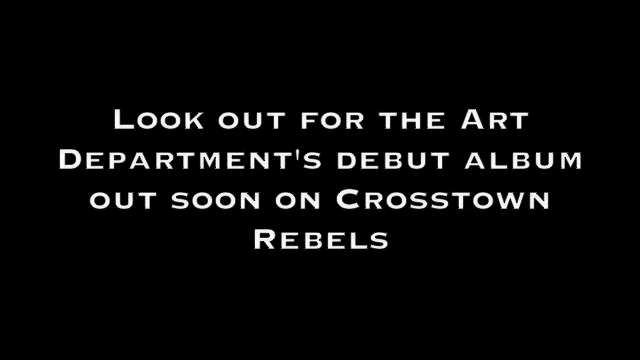 Look out for the Art
Department's debut album
out soon on Crosstown
Rebels